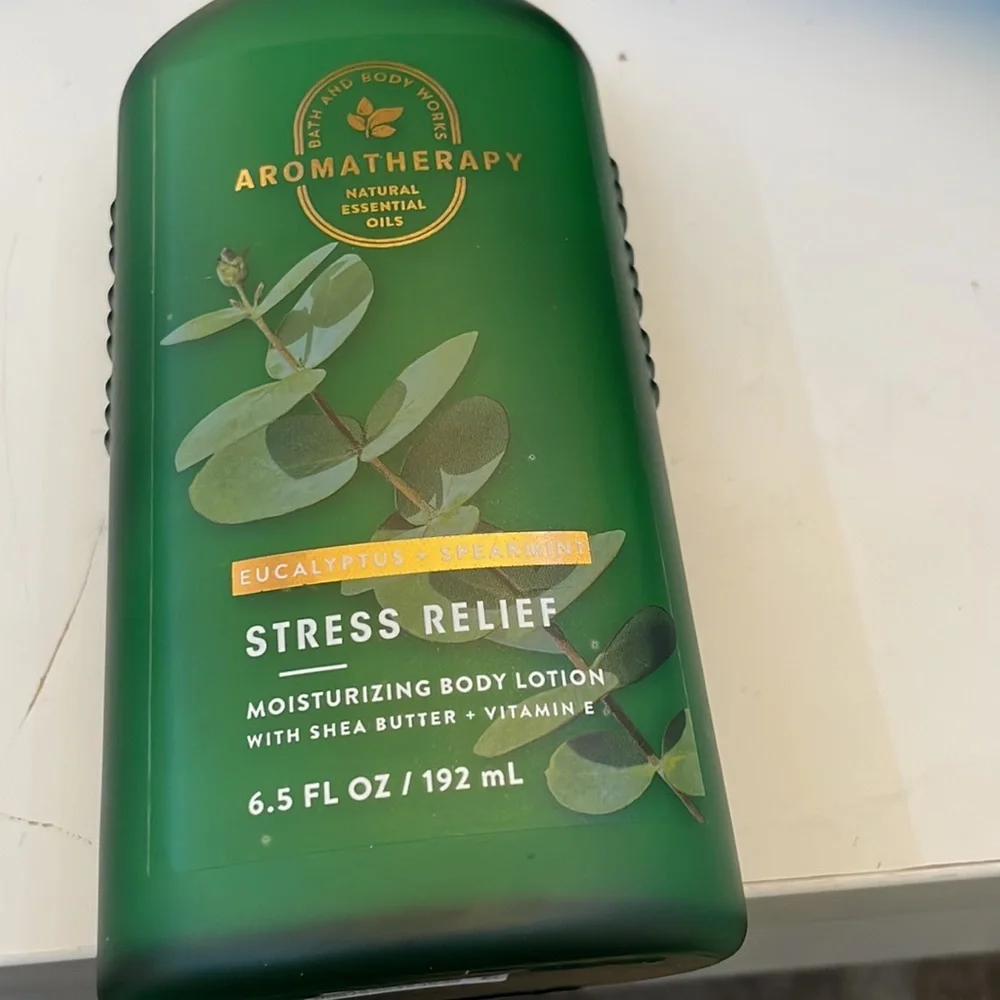 BATH AND BODY WORKS
AROMATHERAPY
NATURAL
ESSENTIAL
OILS
EUCALYPTUS + SPEARMINT
STRESS RELIEF
MOISTURIZING BODY LOTION
WITH SHEA BUTTER + VITAMIN E
6.5 FL OZ / 192 mL